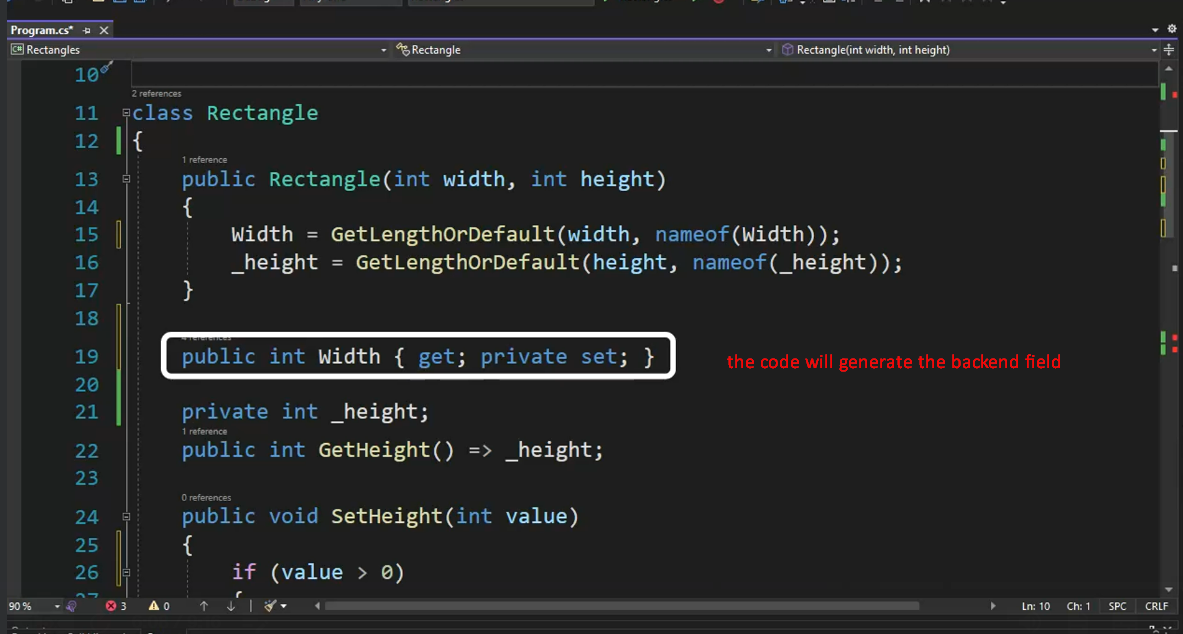 Program.cs*
Rectangles Rectangle Rectangle(int width, int height)
10
2 references
11 class Rectangle
12 {
1 reference
13 public Rectangle(int width, int height)
14 {
15 Width = GetLengthOrDefault(width, nameof(Width));
16 _height = GetLengthOrDefault(height, nameof(_height));
17 }
18
4 references
19 public int Width { get; private set; } the code will generate the backend field
20
21 private int _height;
1 reference
22 public int GetHeight() => _height;
23
0 references
24 public void SetHeight(int value)
25 {
26 if (value > 0)
27 {
90 % 3 0 Ln: 10 Ch: 1 SPC CRLF